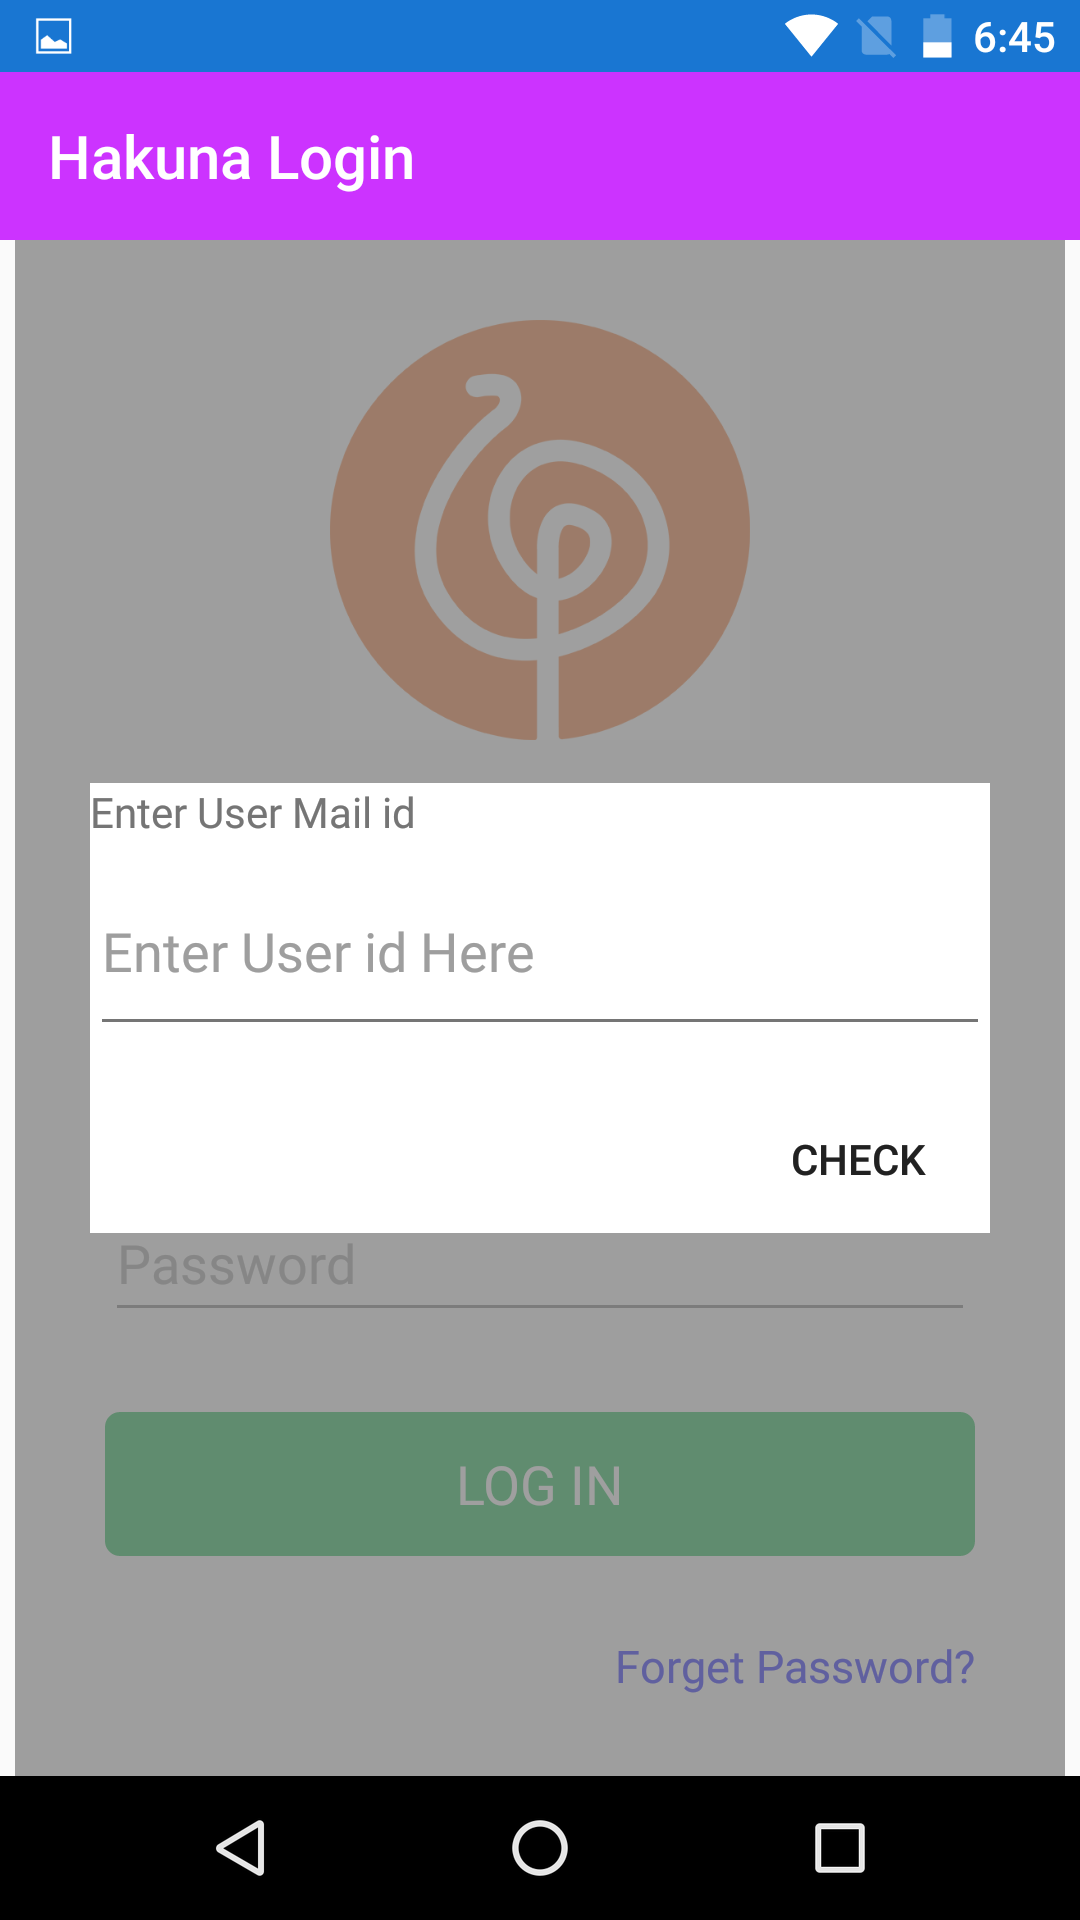 6:45
Hakuna Login
Enter User Mail id
Enter User id Here
CHECK
Password
LOG IN
Forget Password?